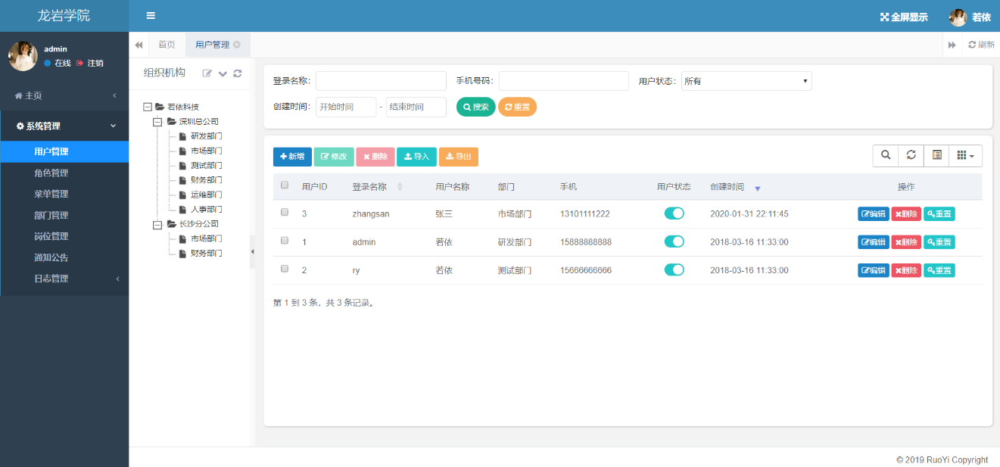 龙岩学院
全屏显示 若依
admin
在线 注销
首页 用户管理 刷新
主页
系统管理
用户管理
角色管理
菜单管理
部门管理
岗位管理
通知公告
日志管理
组织机构
若依科技
深圳总公司
研发部门
市场部门
测试部门
财务部门
运维部门
人事部门
长沙分公司
市场部门
财务部门
登录名称： 手机号码： 用户状态： 所有
创建时间： 开始时间 - 结束时间 搜索 重置
新增 修改 删除 导入 导出
用户ID 登录名称 用户名称 部门 手机 用户状态 创建时间 操作
3 zhangsan 张三 市场部门 13101111222 2020-01-31 22:11:45 编辑 删除 重置
1 admin 若依 研发部门 15888888888 2018-03-16 11:33:00 编辑 删除 重置
2 ry 若依 测试部门 15666666666 2018-03-16 11:33:00 编辑 删除 重置
第 1 到 3 条，共 3 条记录。
© 2019 RuoYi Copyright